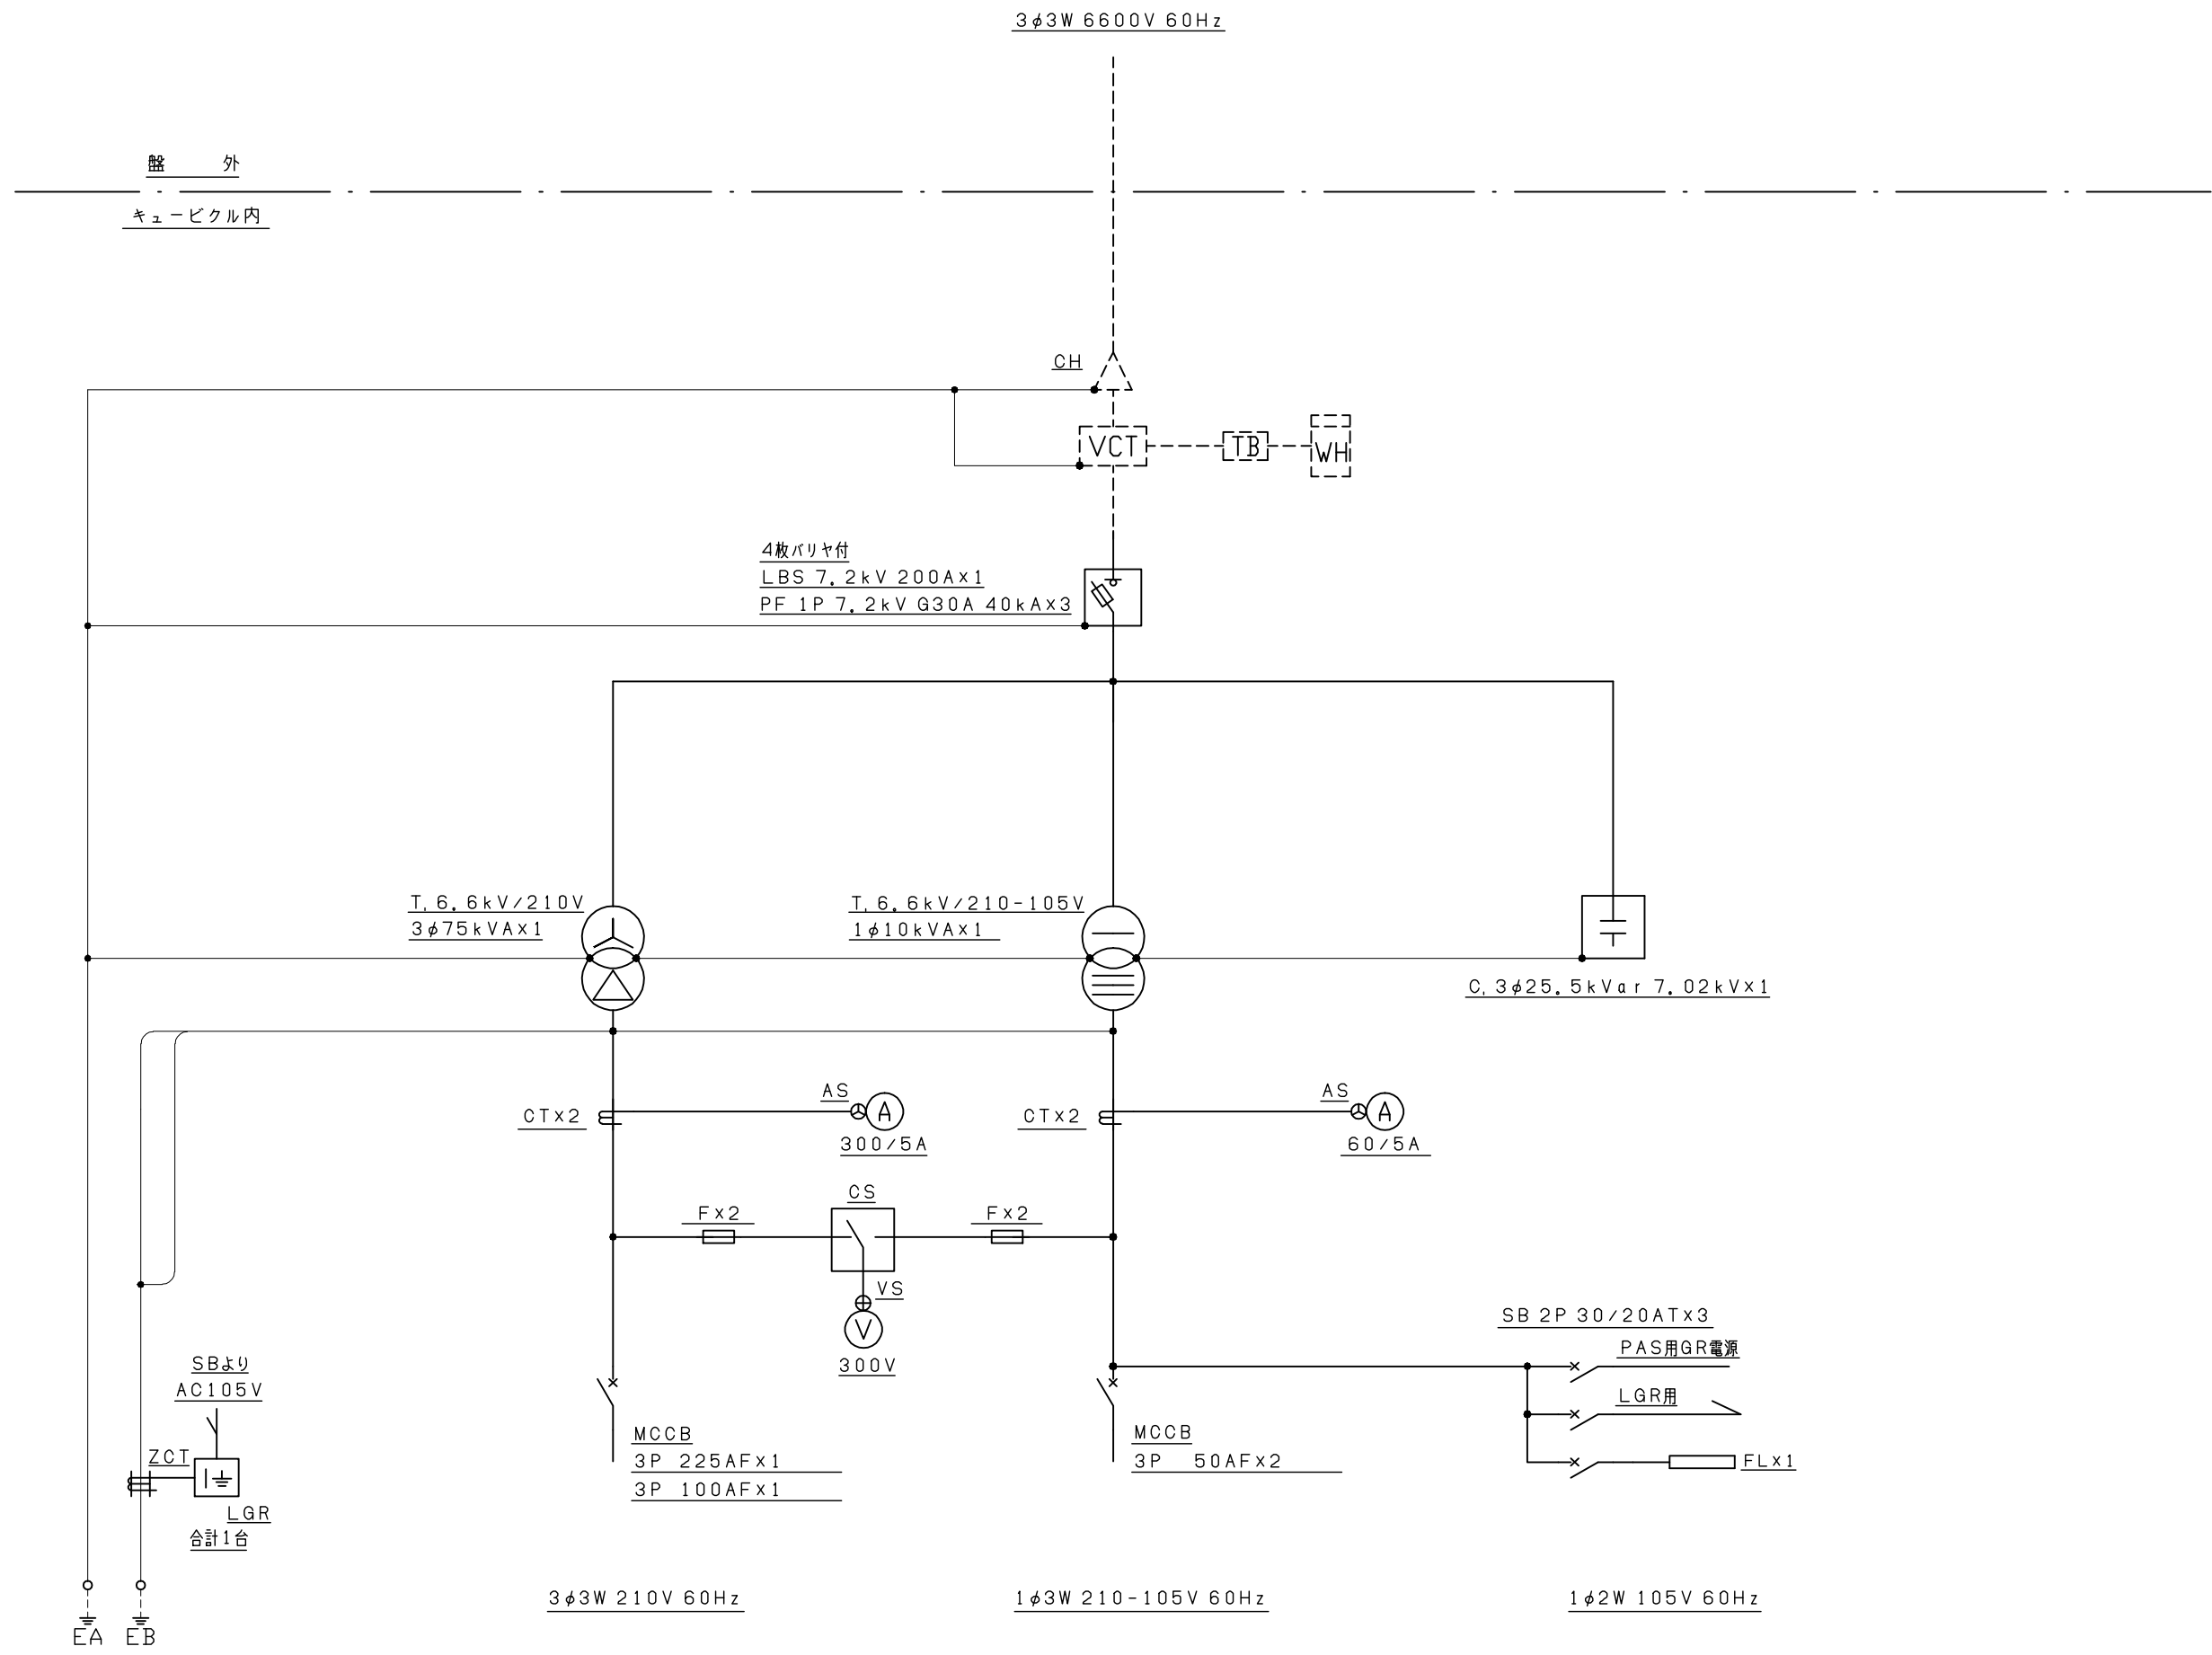 3φ3W 6600V 60Hz
盤 外
キュービクル内
CH
VCT
TB
WH
4枚バリヤ付
LBS 7.2kV 200A×1
PF 1P 7.2kV G30A 40kA×3
T, 6.6kV/210V
3φ75kVA×1
T, 6.6kV/210-105V
1φ10kVA×1
C, 3φ25.5kVar 7.02kV×1
CT×2
AS
A
300/5A
CT×2
AS
A
60/5A
F×2
CS
F×2
VS
V
300V
SB 2P 30/20AT×3
PAS用GR電源
LGR用
FL×1
SBより
AC105V
ZCT
LGR
合計1台
MCCB
3P 225AF×1
3P 100AF×1
MCCB
3P 50AF×2
EA
EB
3φ3W 210V 60Hz
1φ3W 210-105V 60Hz
1φ2W 105V 60Hz